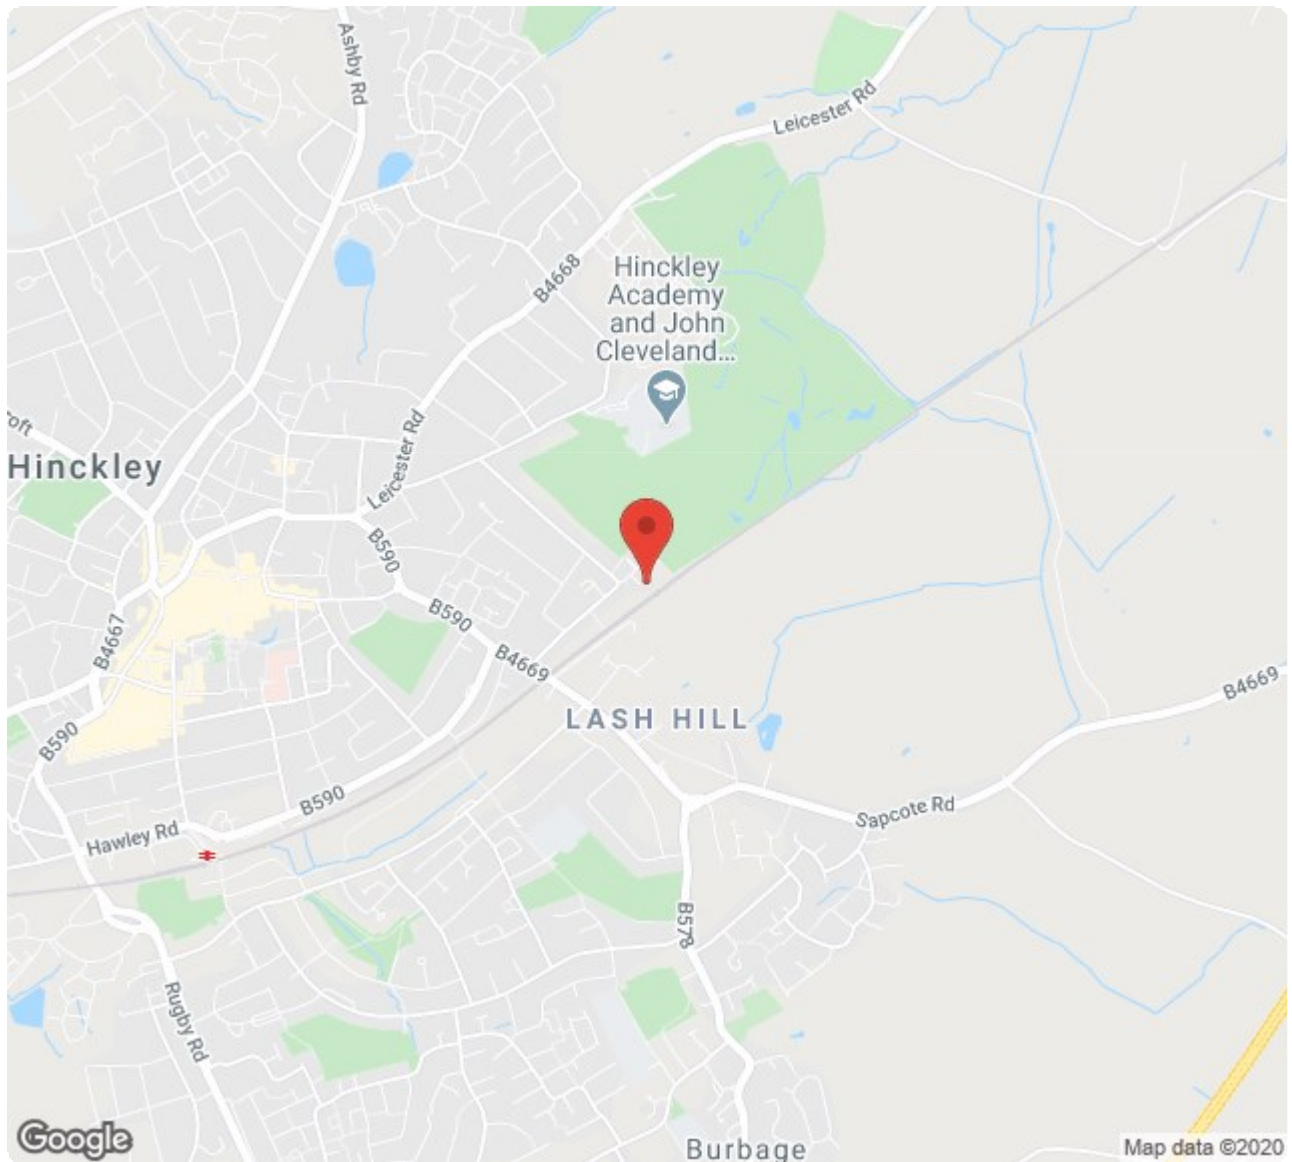 Ashby Rd
Leicester Rd
B4668
Hinckley
Academy
and John
Cleveland...
Leicester Rd
Hinckley
B590
B590
B4667
B4669
B4669
LASH HILL
B590
B590
Sapcote Rd
Hawley Rd
B578
Rugby Rd
Burbage
Google
Map data ©2020